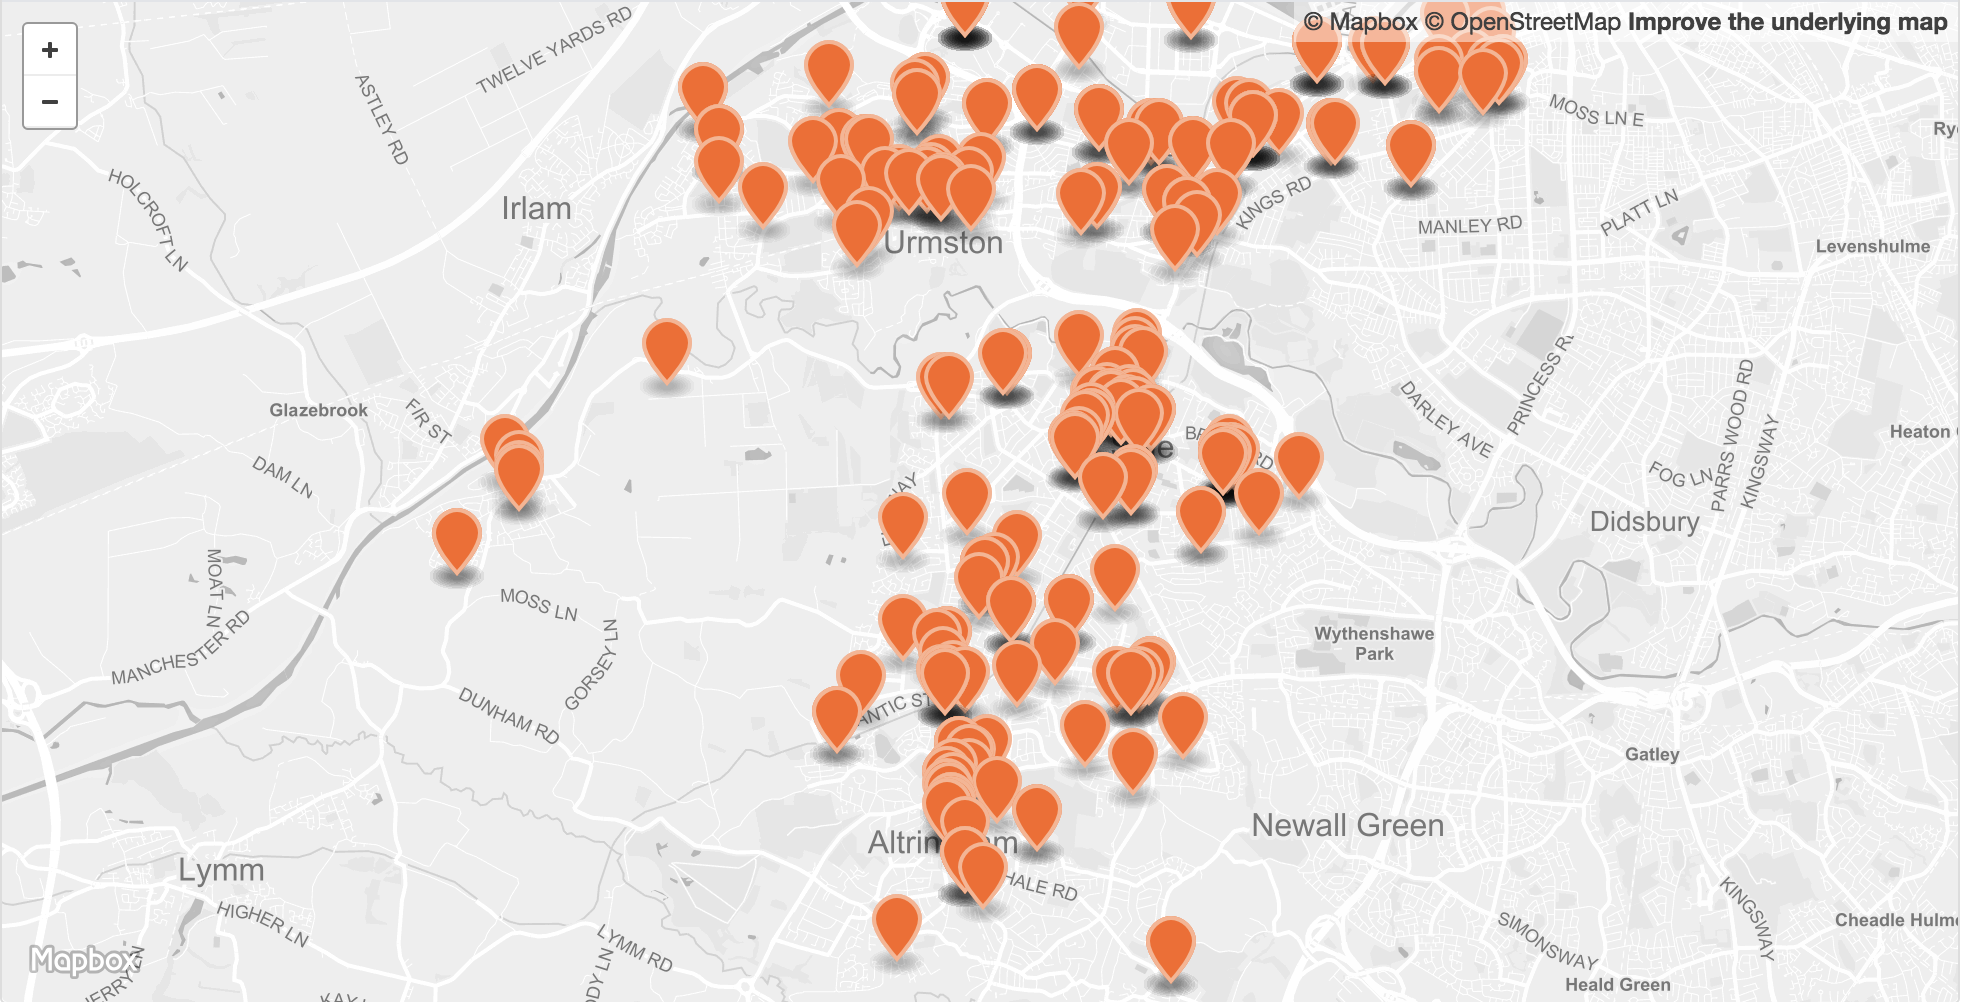 © Mapbox © OpenStreetMap Improve the underlying map
+
−
TWELVE YARDS RD
ASTLEY RD
MOSS LN E
HOLCROFT LN
Irlam
KINGS RD
MANLEY RD
PLATT LN
Levenshulme
Urmston
Glazebrook
FIR ST
PRINCESS
DARLEY AVE
PARRS WOOD RD
KINGSWAY
Heaton
DAM LN
RD
FOG LN
Didsbury
MOAT LN
MOSS LN
MANCHESTER RD
GORSEY LN
Wythenshawe
Park
DUNHAM RD
ANTIC ST
Gatley
Newall Green
Altrin
m
Lymm
HALE RD
HIGHER LN
LYMM RD
KINGSWAY
SIMONSWAY
Cheadle Hulm
Mapbox
Heald Green